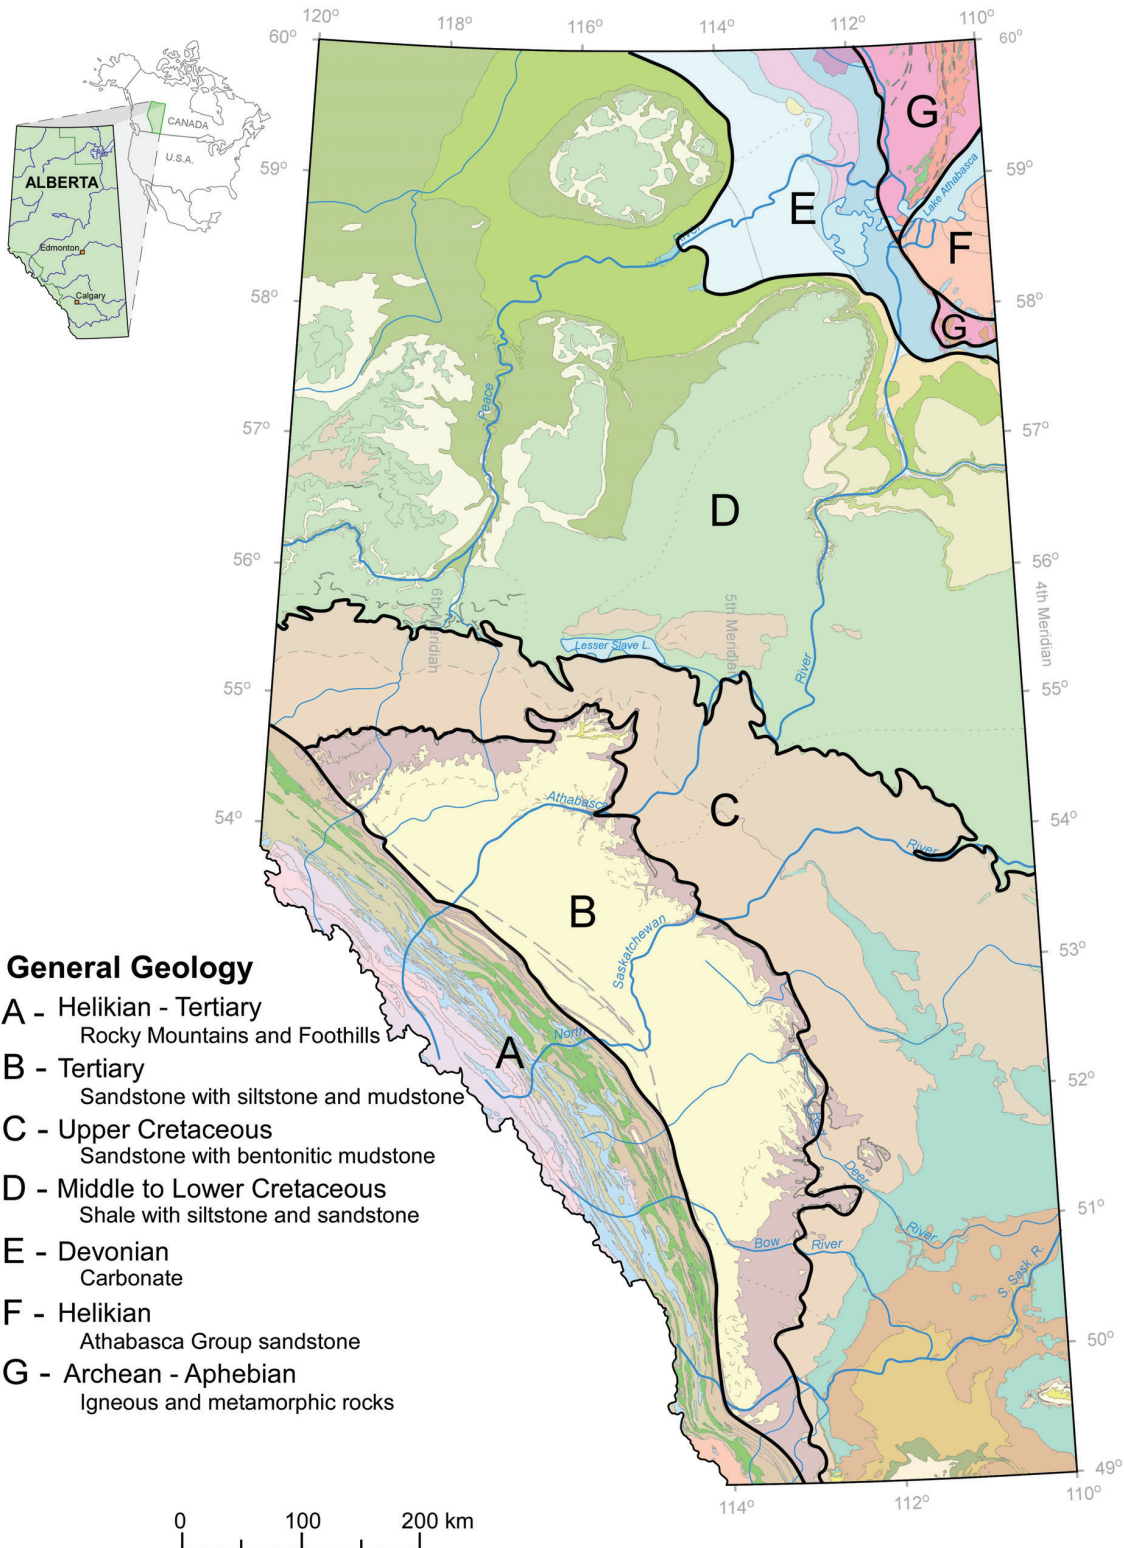 120°
118°
116°
114°
112°
110°
60°
60°
CANADA
U.S.A.
ALBERTA
Edmonton
Calgary
G
59°
59°
Lake Athabasca
E
River
F
58°
58°
G
Peace
57°
57°
D
56°
56°
6th Meridian
5th Meridian
4th Meridian
Lesser Slave L.
River
55°
55°
Athabasca
C
54°
54°
River
B
Saskatchewan
53°
North
A
52°
Red
Deer
51°
River
Bow
River
S. Sask R.
50°
49°
114°
112°
110°
General Geology
A - Helikian - Tertiary
Rocky Mountains and Foothills
B - Tertiary
Sandstone with siltstone and mudstone
C - Upper Cretaceous
Sandstone with bentonitic mudstone
D - Middle to Lower Cretaceous
Shale with siltstone and sandstone
E - Devonian
Carbonate
F - Helikian
Athabasca Group sandstone
G - Archean - Aphebian
Igneous and metamorphic rocks
0 100 200 km